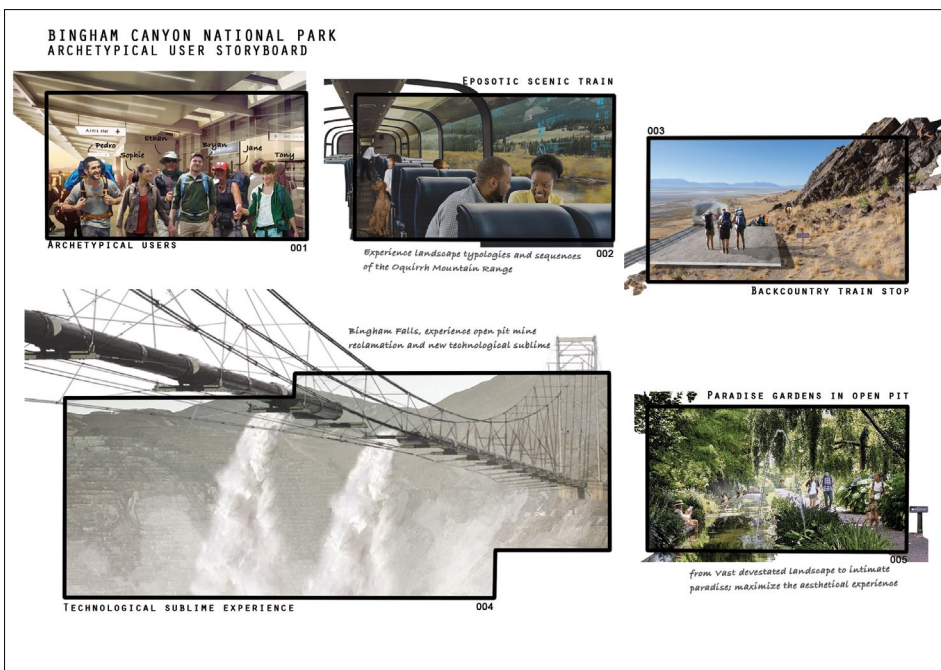 BINGHAM CANYON NATIONAL PARK
ARCHETYPICAL USER STORYBOARD
AIRLINE
Pedro
Sophie
Ethan
Bryan
Jane
Tony
ARCHETYPICAL USERS
001
EPOSOTIC SCENIC TRAIN
Experience landscape typologies and sequences
of the Oquirrh Mountain Range
002
003
BACKCOUNTRY TRAIN STOP
Bingham Falls, experience open pit mine
reclamation and new technological sublime
TECHNOLOGICAL SUBLIME EXPERIENCE
004
PARADISE GARDENS IN OPEN PIT
005
from Vast devestated landscape to intimate
paradise; maximize the aesthetical experience